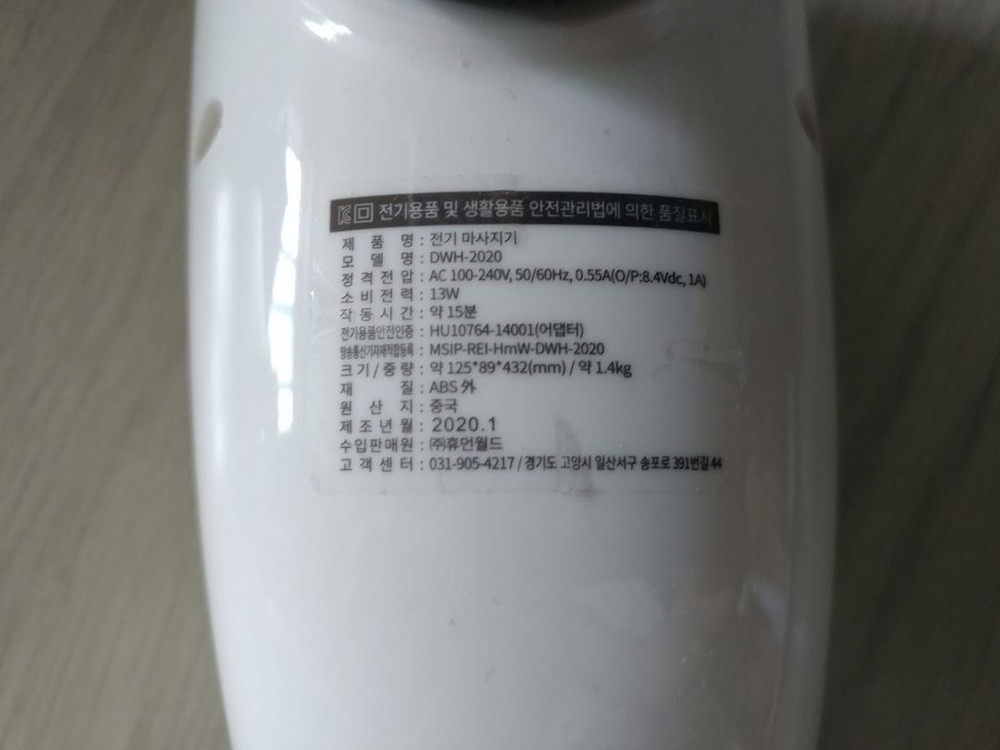 전기용품 및 생활용품 안전관리법에 의한 품질표시
제품명 : 전기 마사지기
모델명 : DWH-2020
정격전압 : AC 100-240V, 50/60Hz, 0.55A(O/P:8.4Vdc, 1A)
소비전력 : 13W
작동시간 : 약 15분
전기용품안전인증 : HU10764-14001(어댑터)
방송통신기자재적합등록 : MSIP-REI-HmW-DWH-2020
크기/중량 : 약 125*89*432(mm) / 약 1.4kg
재질 : ABS 外
원산지 : 중국
제조년월 : 2020.1
수입판매원 : ㈜휴먼월드
고객센터 : 031-905-4217 / 경기도 고양시 일산서구 송포로 391번길 44